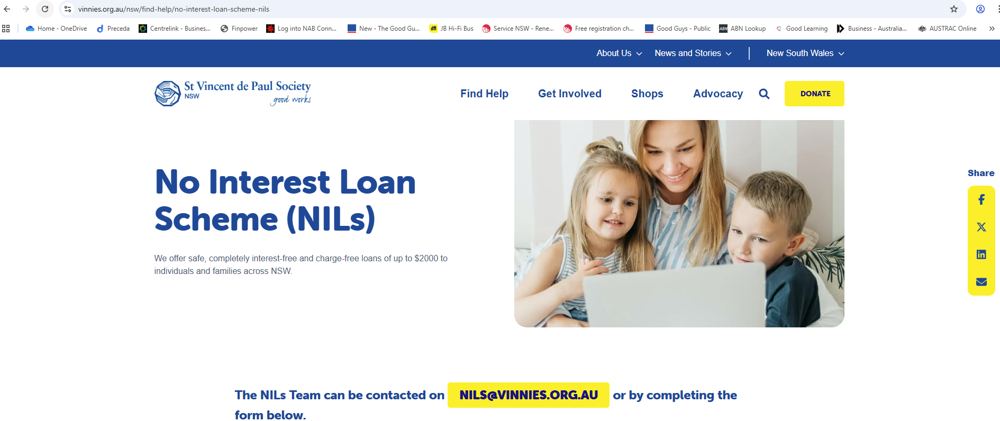 vinnies.org.au/nsw/find-help/no-interest-loan-scheme-nils
Home - OneDrive Preceda Centrelink - Busines... Finpower Log into NAB Conn... New - The Good Gu... JB Hi-Fi Bus Service NSW - Rene... Free registration ch... Good Guys - Public ABN ABN Lookup Good Learning Business - Australia... AUSTRAC Online
About Us News and Stories New South Wales
St Vincent de Paul Society
NSW
good works
Find Help Get Involved Shops Advocacy DONATE
No Interest Loan
Scheme (NILs)
We offer safe, completely interest-free and charge-free loans of up to $2000 to
individuals and families across NSW.
Share
The NILs Team can be contacted on NILS@VINNIES.ORG.AU or by completing the
form below.